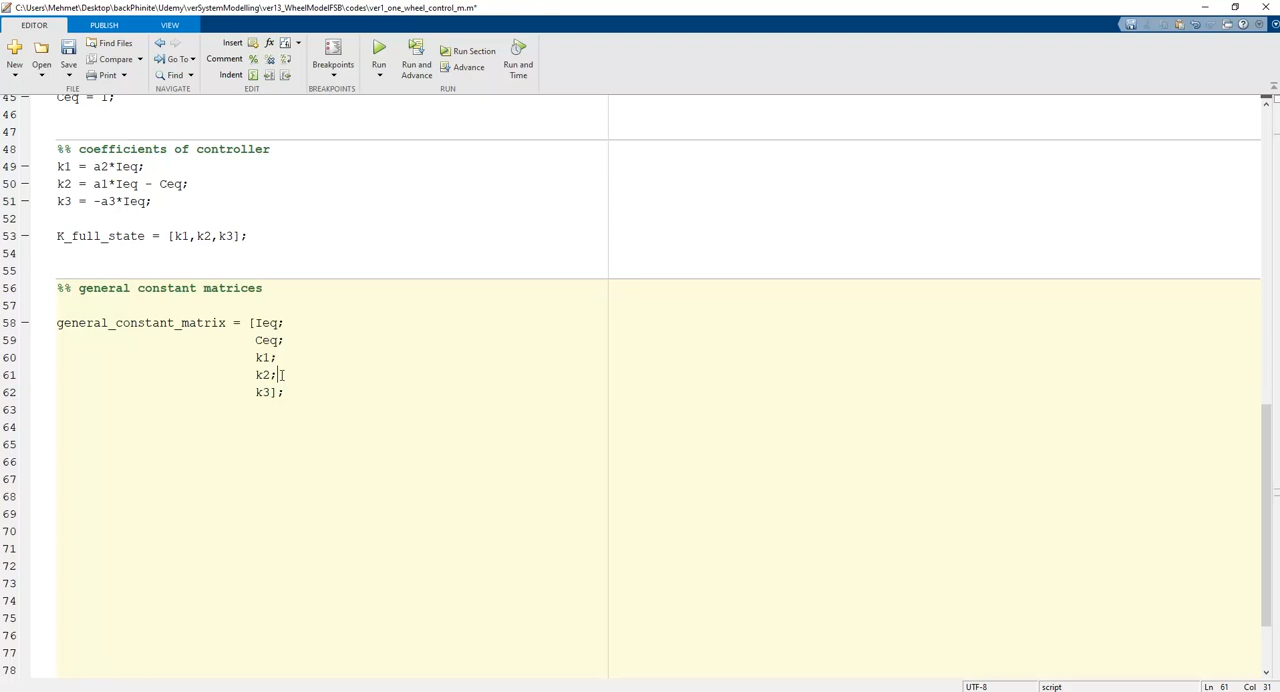 C:\Users\Mehmet\Desktop\backPhinite\Udemy\verSystemModelling\ver13_WheelModelFSB\codes\ver1_one_wheel_control_m.m*
EDITOR PUBLISH VIEW
New Open Save Find Files Compare Print
Go To Find
Insert fx
Comment
Indent
Breakpoints
Run Run and Advance Run Section Advance Run and Time
FILE NAVIGATE EDIT BREAKPOINTS RUN
45 Ceq = 1;
46
47
48 %% coefficients of controller
49 k1 = a2*Ieq;
50 k2 = a1*Ieq - Ceq;
51 k3 = -a3*Ieq;
52
53 K_full_state = [k1,k2,k3];
54
55
56 %% general constant matrices
57
58 general_constant_matrix = [Ieq;
59 Ceq;
60 k1;
61 k2;
62 k3];
63
64
65
66
67
68
69
70
71
72
73
74
75
76
77
78
UTF-8 script Ln 61 Col 31